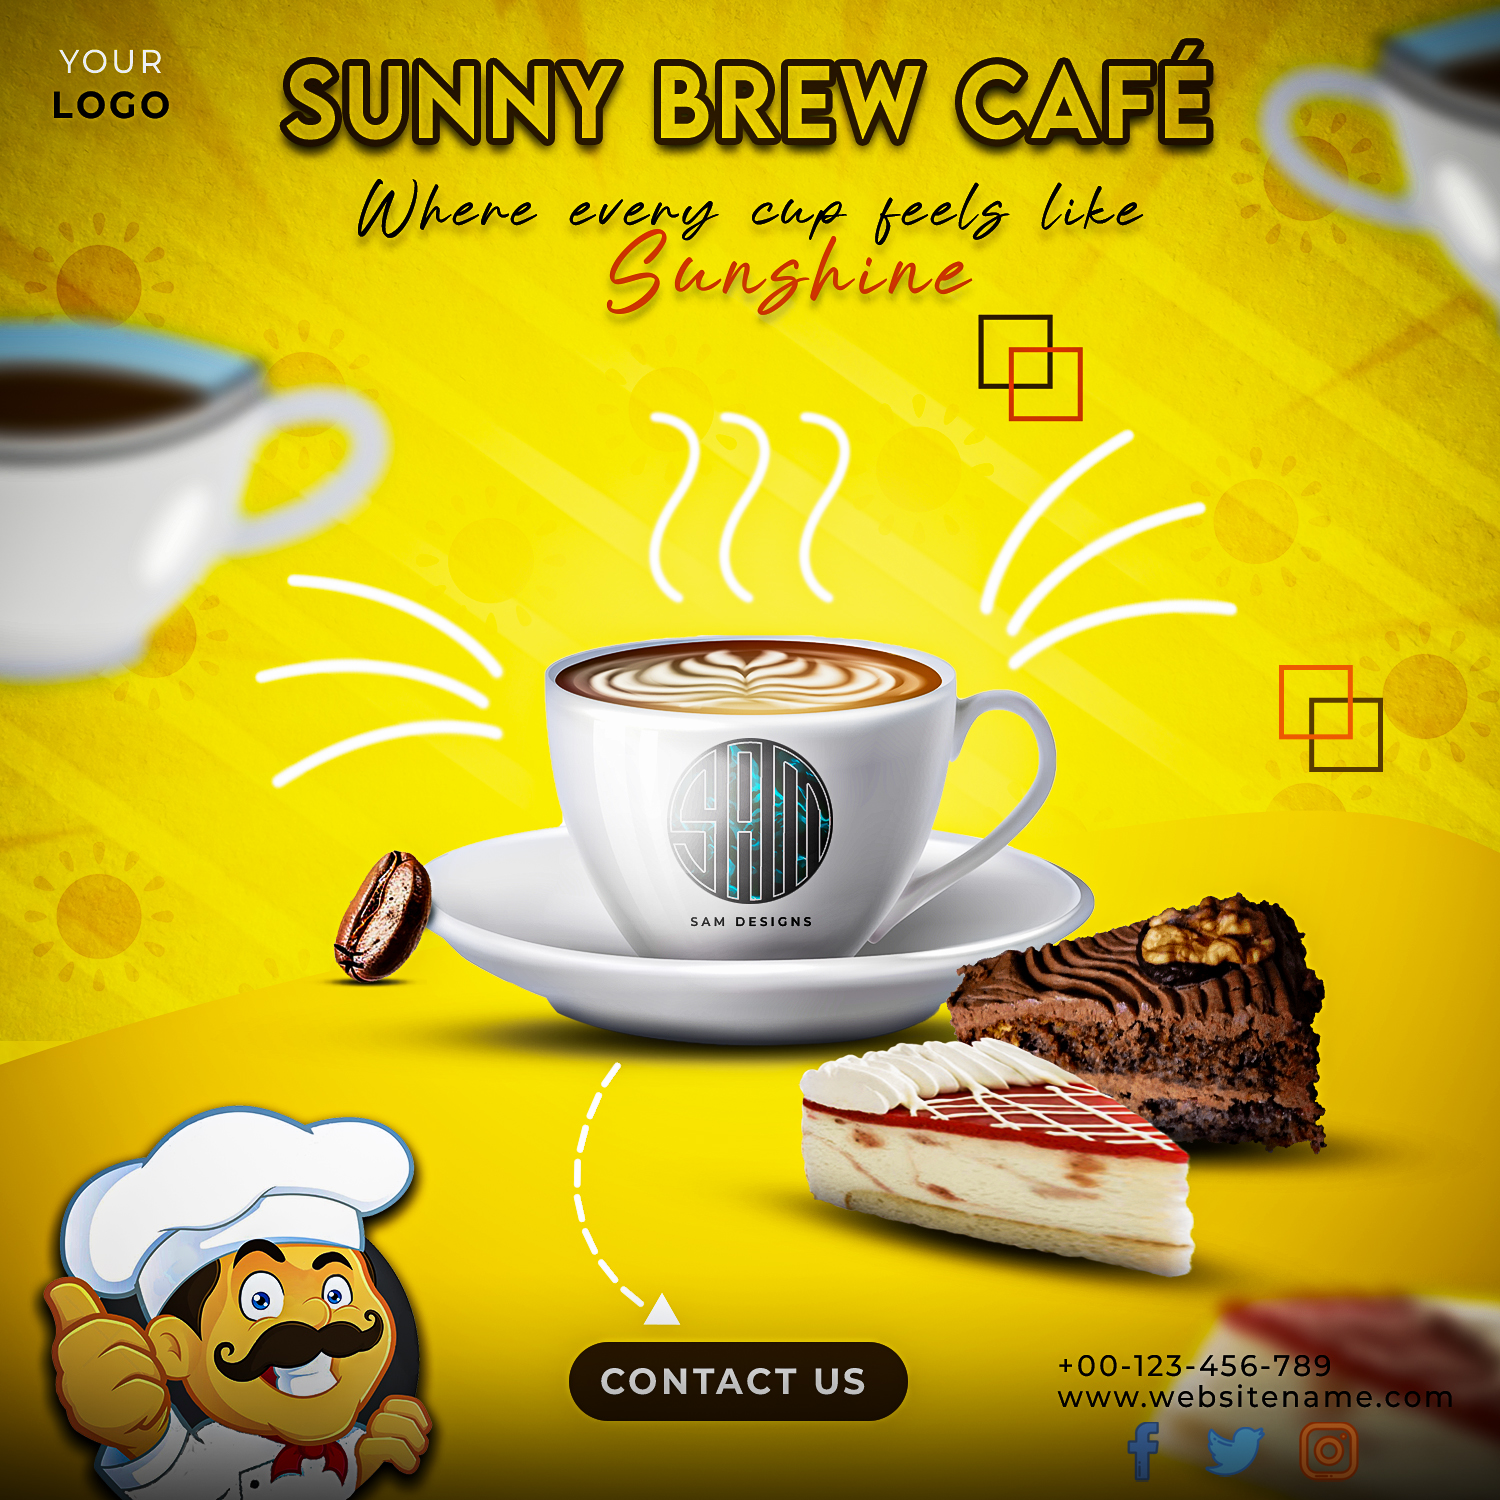 YOUR
LOGO
SUNNY BREW CAFÉ
Where every cup feels like
Sunshine
SAM
SAM DESIGNS
CONTACT US
+00-123-456-789
www.websitename.com